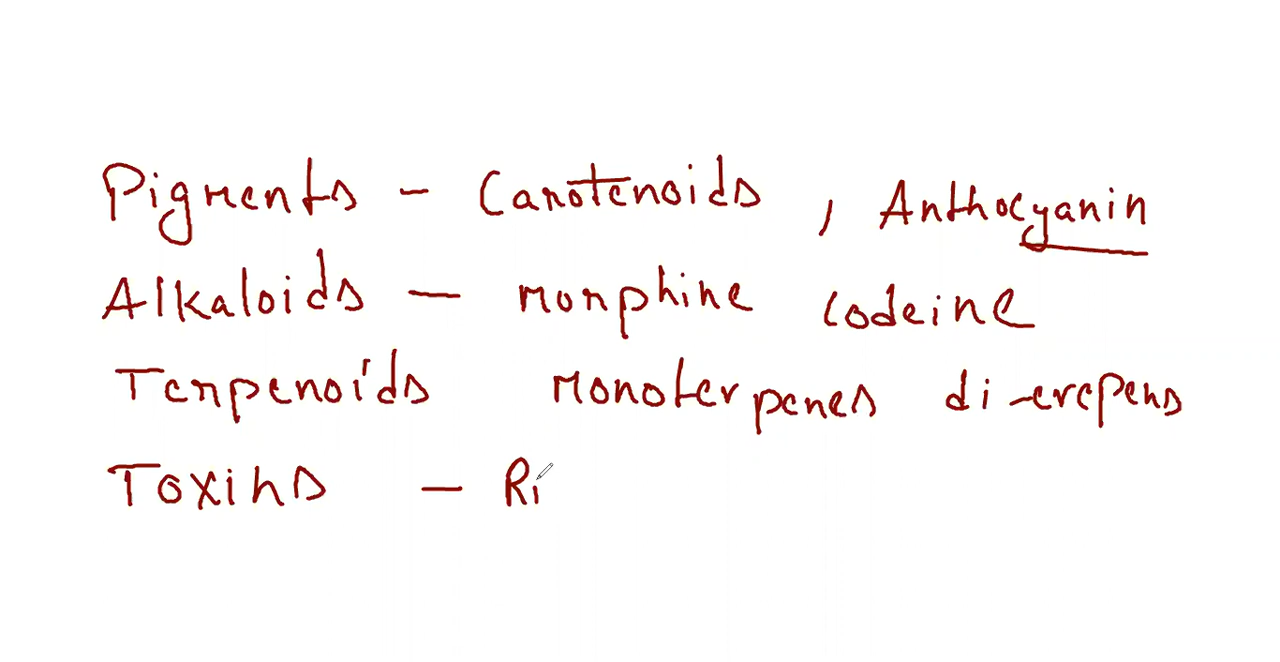 Pigments - Carotenoids, Anthocyanin
Alkaloids - morphine codeine
Terpenoids Monoterpenes di-erepens
Toxins - Ri